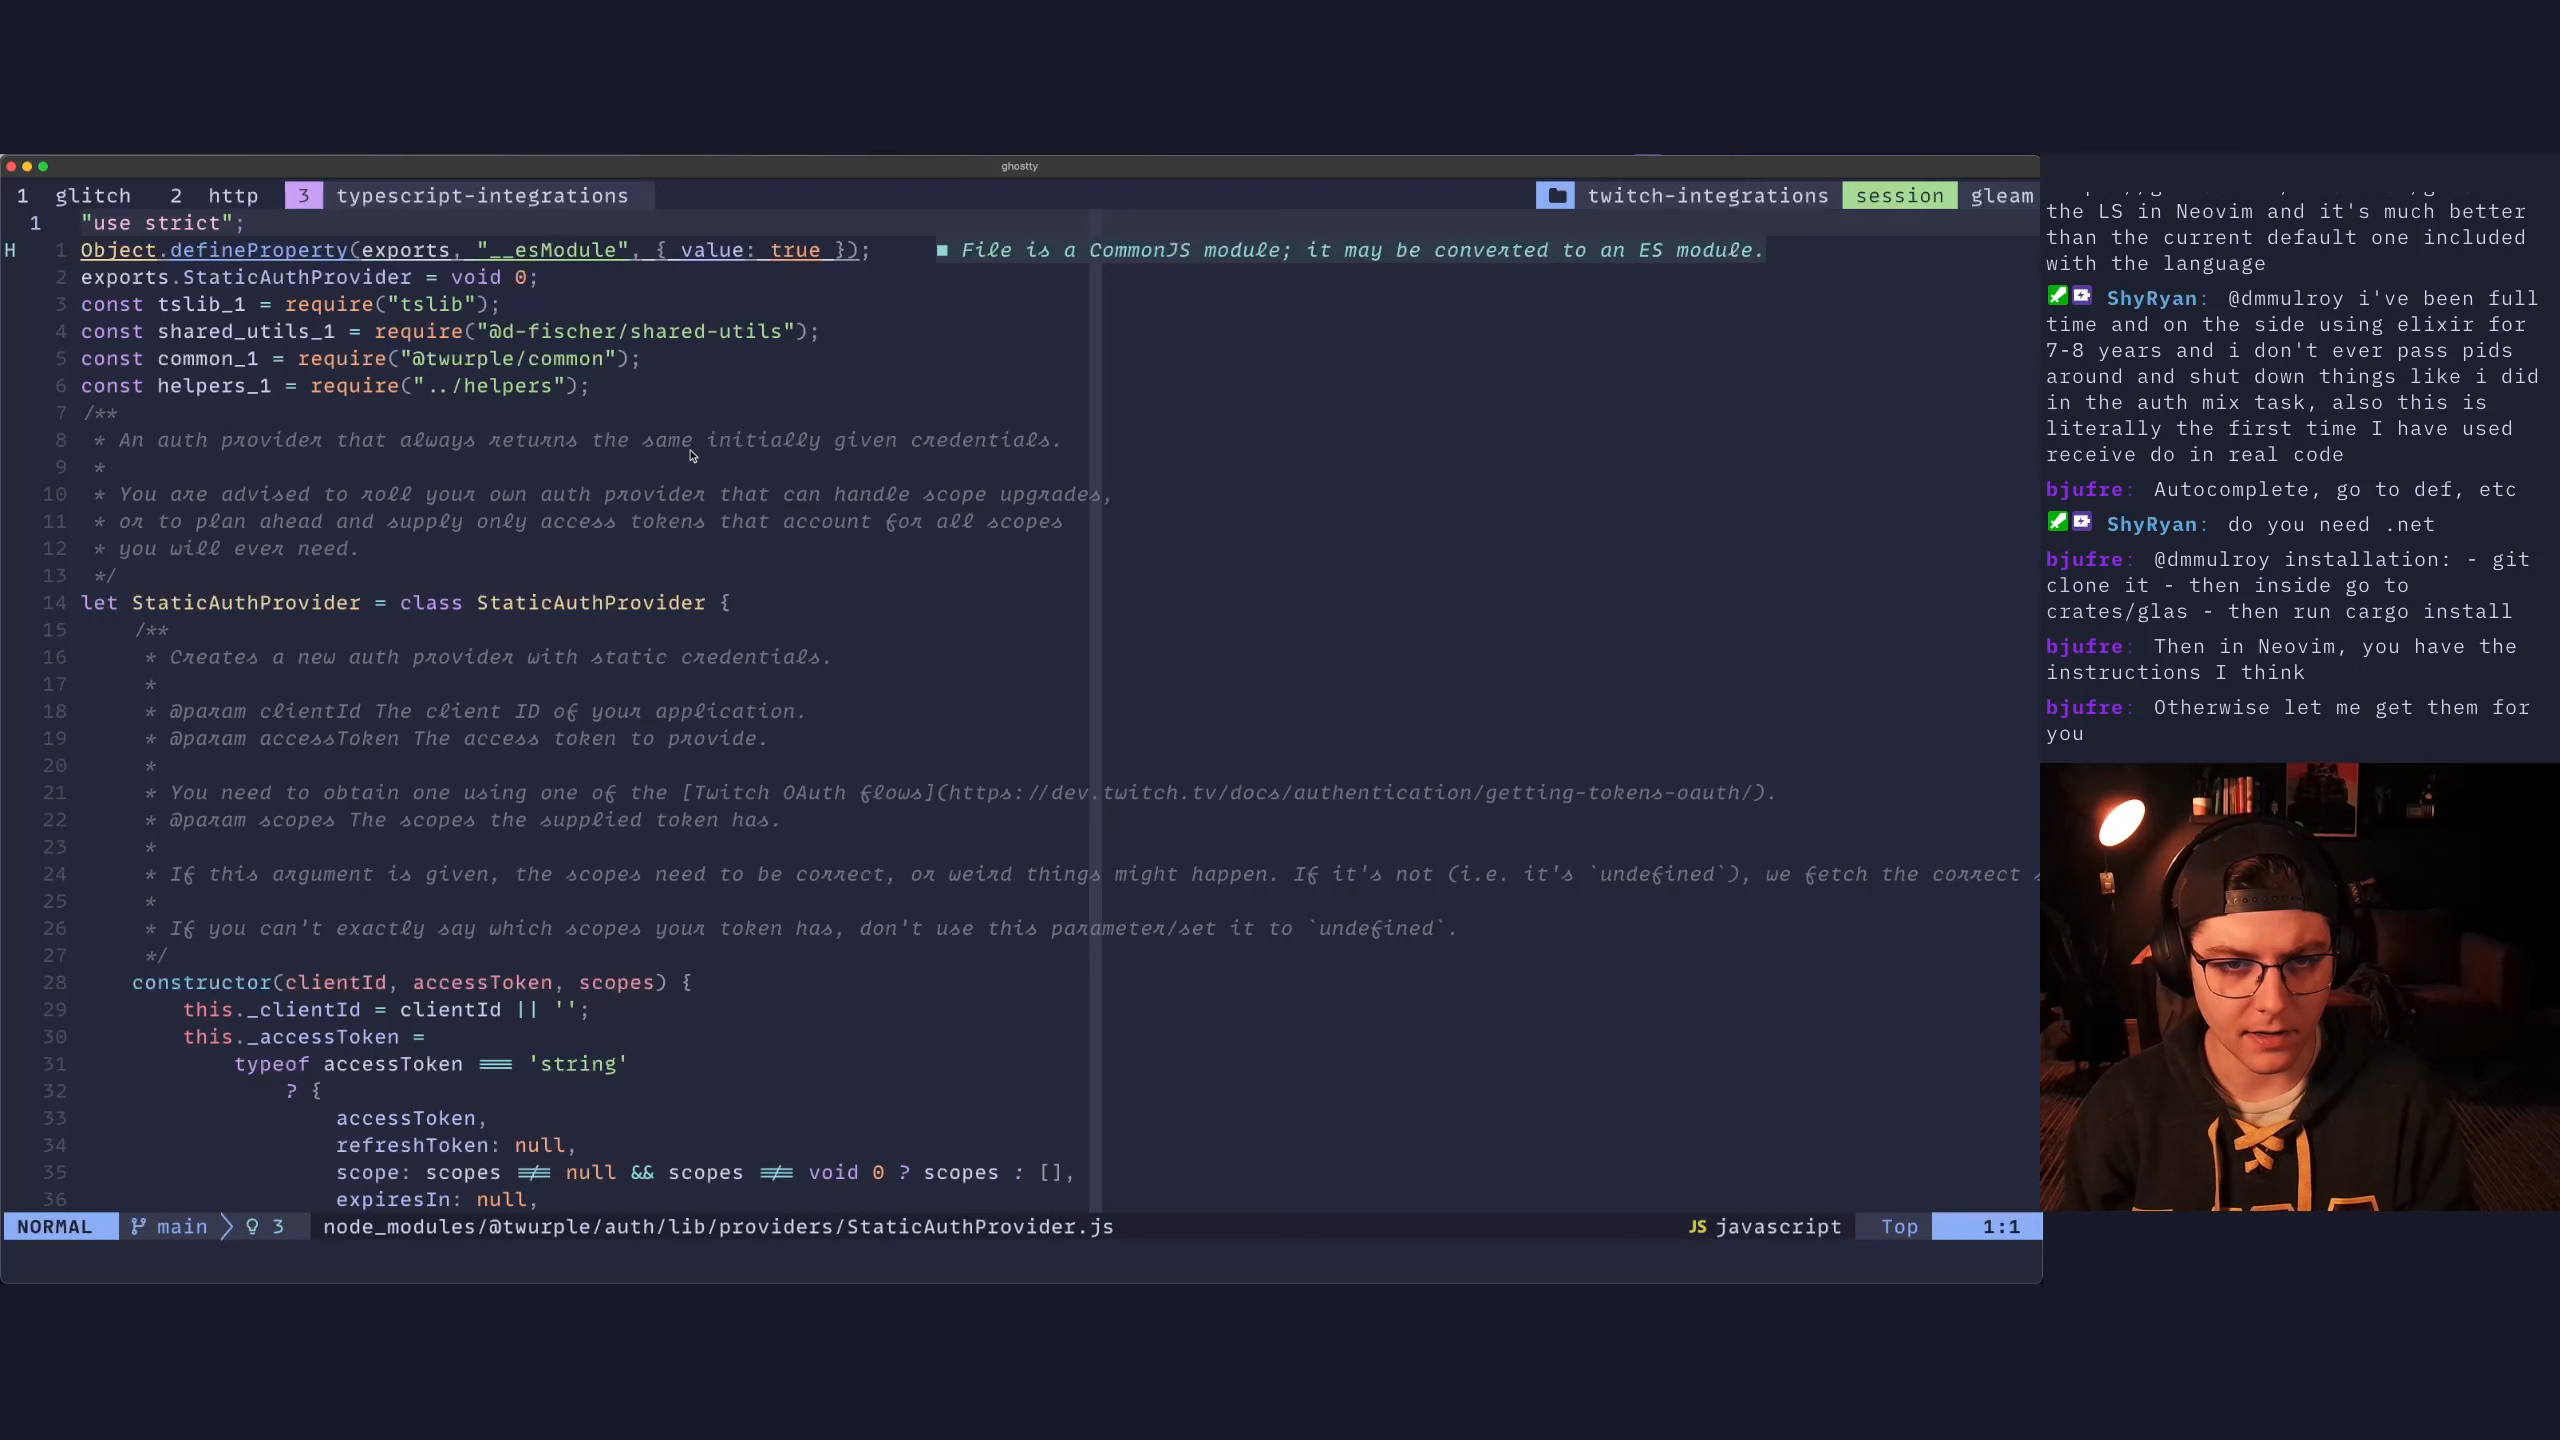 ghostty
1 glitch 2 http 3 typescript-integrations twitch-integrations session gleam
1 "use strict";
H 1 Object.defineProperty(exports, "__esModule", { value: true }); ■ File is a CommonJS module; it may be converted to an ES module.
2 exports.StaticAuthProvider = void 0;
3 const tslib_1 = require("tslib");
4 const shared_utils_1 = require("@d-fischer/shared-utils");
5 const common_1 = require("@twurple/common");
6 const helpers_1 = require("../helpers");
7 /**
8 * An auth provider that always returns the same initially given credentials.
9 *
10 * You are advised to roll your own auth provider that can handle scope upgrades,
11 * or to plan ahead and supply only access tokens that account for all scopes
12 * you will ever need.
13 */
14 let StaticAuthProvider = class StaticAuthProvider {
15 /**
16 * Creates a new auth provider with static credentials.
17 *
18 * @param clientId The client ID of your application.
19 * @param accessToken The access token to provide.
20 *
21 * You need to obtain one using one of the [Twitch OAuth flows](https://dev.twitch.tv/docs/authentication/getting-tokens-oauth/).
22 * @param scopes The scopes the supplied token has.
23 *
24 * If this argument is given, the scopes need to be correct, or weird things might happen. If it's not (i.e. it's `undefined`), we fetch the correct s
25 *
26 * If you can't exactly say which scopes your token has, don't use this parameter/set it to `undefined`.
27 */
28 constructor(clientId, accessToken, scopes) {
29 this._clientId = clientId || '';
30 this._accessToken =
31 typeof accessToken === 'string'
32 ? {
33 accessToken,
34 refreshToken: null,
35 scope: scopes !== null && scopes !== void 0 ? scopes : [],
36 expiresIn: null,
NORMAL main 3 node_modules/@twurple/auth/lib/providers/StaticAuthProvider.js JS javascript Top 1:1
the LS in Neovim and it's much better
than the current default one included
with the language
ShyRyan: @dmmulroy i've been full
time and on the side using elixir for
7-8 years and i don't ever pass pids
around and shut down things like i did
in the auth mix task, also this is
literally the first time I have used
receive do in real code
bjufre: Autocomplete, go to def, etc
ShyRyan: do you need .net
bjufre: @dmmulroy installation: - git
clone it - then inside go to
crates/glas - then run cargo install
bjufre: Then in Neovim, you have the
instructions I think
bjufre: Otherwise let me get them for
you